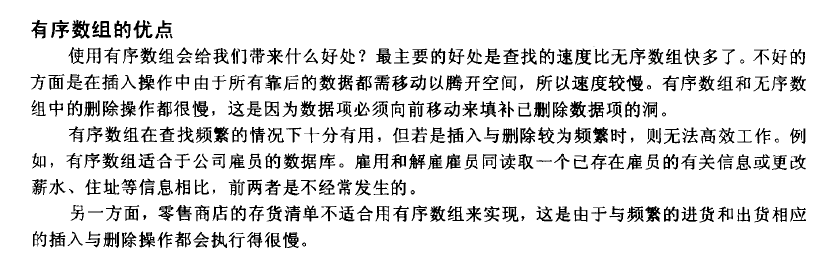 有序数组的优点
使用有序数组会给我们带来什么好处？最主要的好处是查找的速度比无序数组快多了。不好的
方面是在插入操作中由于所有靠后的数据都需移动以腾开空间，所以速度较慢。有序数组和无序数
组中的删除操作都很慢，这是因为数据项必须向前移动来填补已删除数据项的洞。
有序数组在查找频繁的情况下十分有用，但若是插入与删除较为频繁时，则无法高效工作。例
如，有序数组适合于公司雇员的数据库。雇用和解雇雇员同读取一个已存在雇员的有关信息或更改
薪水、住址等信息相比，前两者是不经常发生的。
另一方面，零售商店的存货清单不适合用有序数组来实现，这是由于与频繁的进货和出货相应
的插入与删除操作都会执行得很慢。